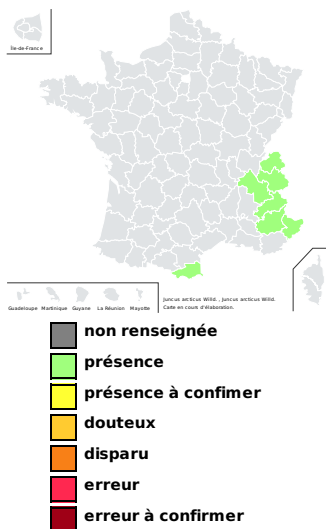 Île-de-France
Guadeloupe Martinique Guyane La Réunion Mayotte
Juncus arcticus Willd. , Juncus arcticus Willd.
Carte en cours d'élaboration.
non renseignée
présence
présence à confimer
douteux
disparu
erreur
erreur à confirmer